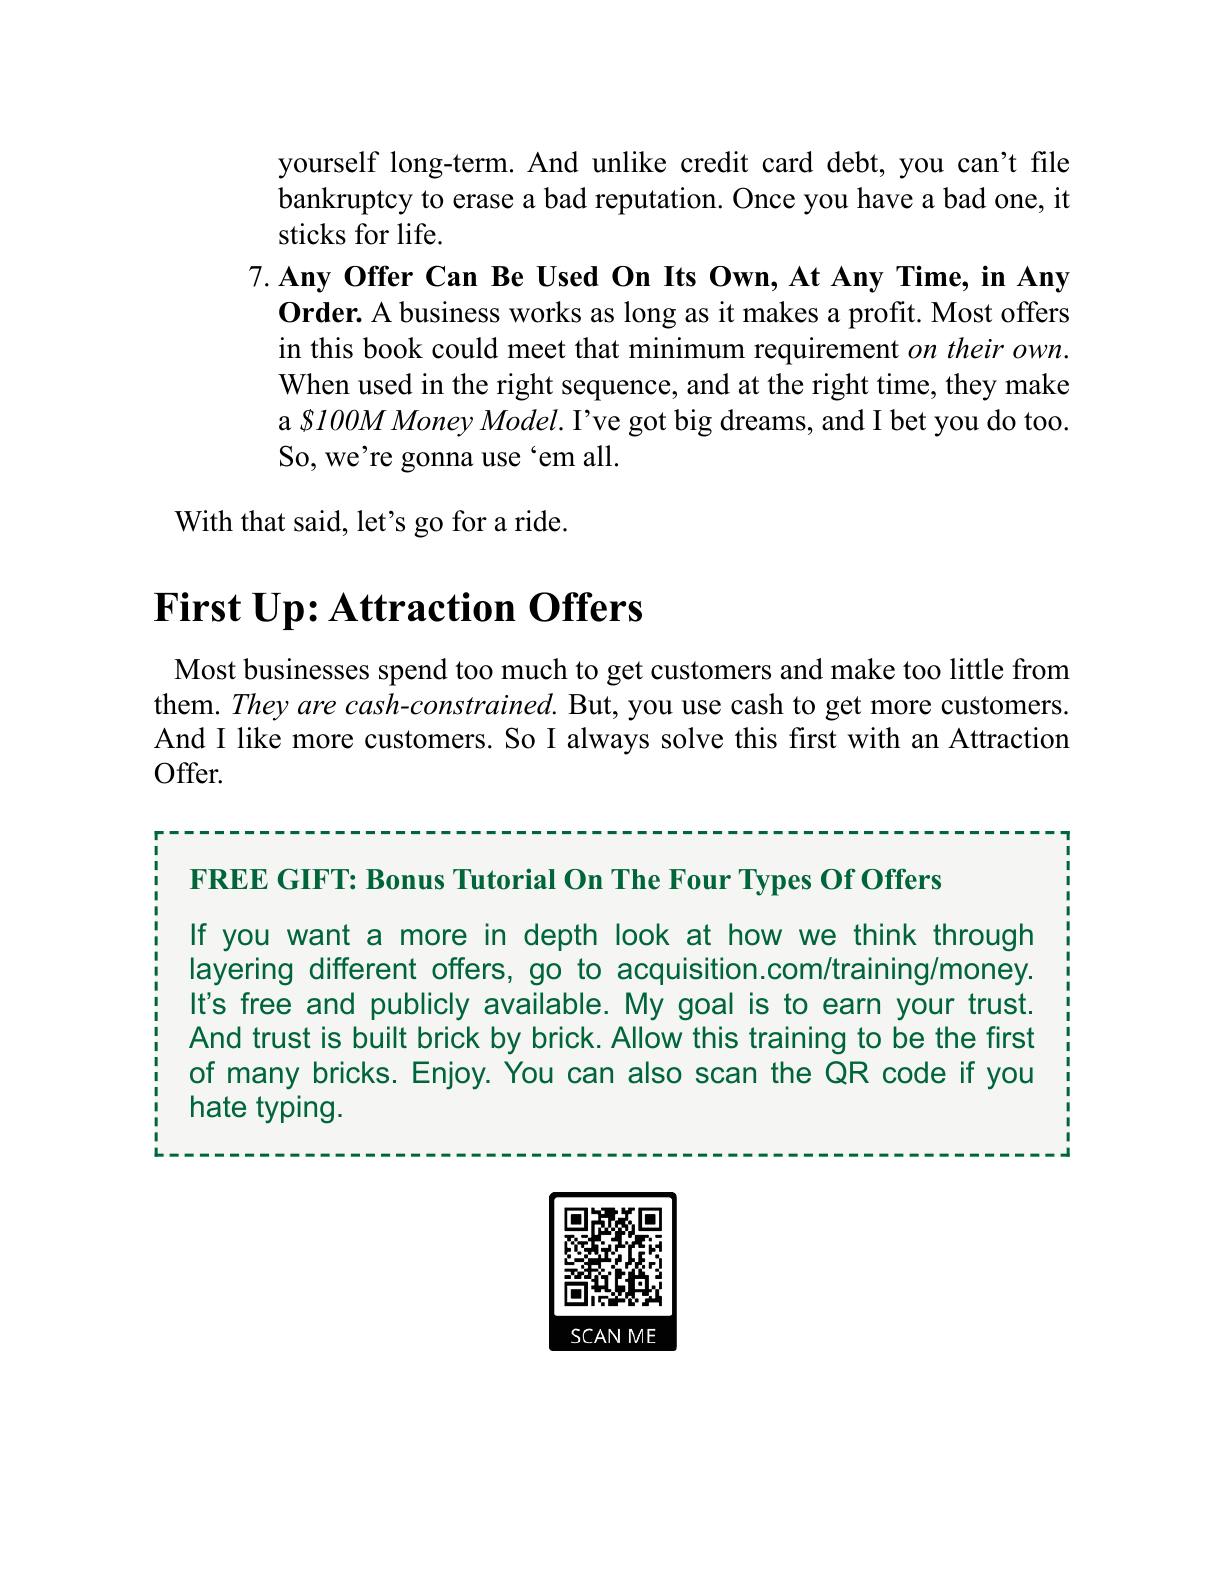 yourself long-term. And unlike credit card debt, you can’t file
bankruptcy to erase a bad reputation. Once you have a bad one, it
sticks for life.
7. Any Offer Can Be Used On Its Own, At Any Time, in Any
Order. A business works as long as it makes a profit. Most offers
in this book could meet that minimum requirement on their own.
When used in the right sequence, and at the right time, they make
a $100M Money Model. I’ve got big dreams, and I bet you do too.
So, we’re gonna use ‘em all.
With that said, let’s go for a ride.
First Up: Attraction Offers
Most businesses spend too much to get customers and make too little from
them. They are cash-constrained. But, you use cash to get more customers.
And I like more customers. So I always solve this first with an Attraction
Offer.
FREE GIFT: Bonus Tutorial On The Four Types Of Offers
If you want a more in depth look at how we think through
layering different offers, go to acquisition.com/training/money.
It’s free and publicly available. My goal is to earn your trust.
And trust is built brick by brick. Allow this training to be the first
of many bricks. Enjoy. You can also scan the QR code if you
hate typing.
SCAN ME